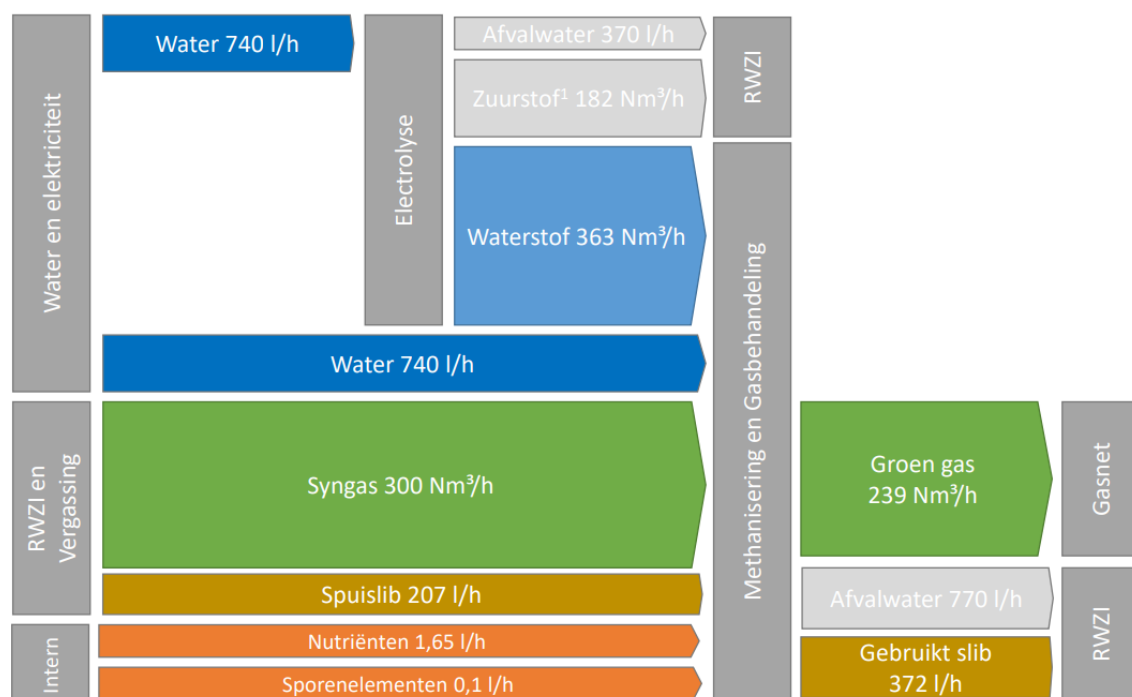 Water en elektriciteit
Water 740 l/h
Electrolyse
Afvalwater 370 l/h
Zuurstof¹ 182 Nm³/h
RWZI
Waterstof 363 Nm³/h
Water 740 l/h
Methanisering en Gasbehandeling
RWZI en
Vergassing
Syngas 300 Nm³/h
Groen gas
239 Nm³/h
Gasnet
Spuislib 207 l/h
Afvalwater 770 l/h
RWZI
Intern
Nutriënten 1,65 l/h
Gebruikt slib
372 l/h
Sporenelementen 0,1 l/h